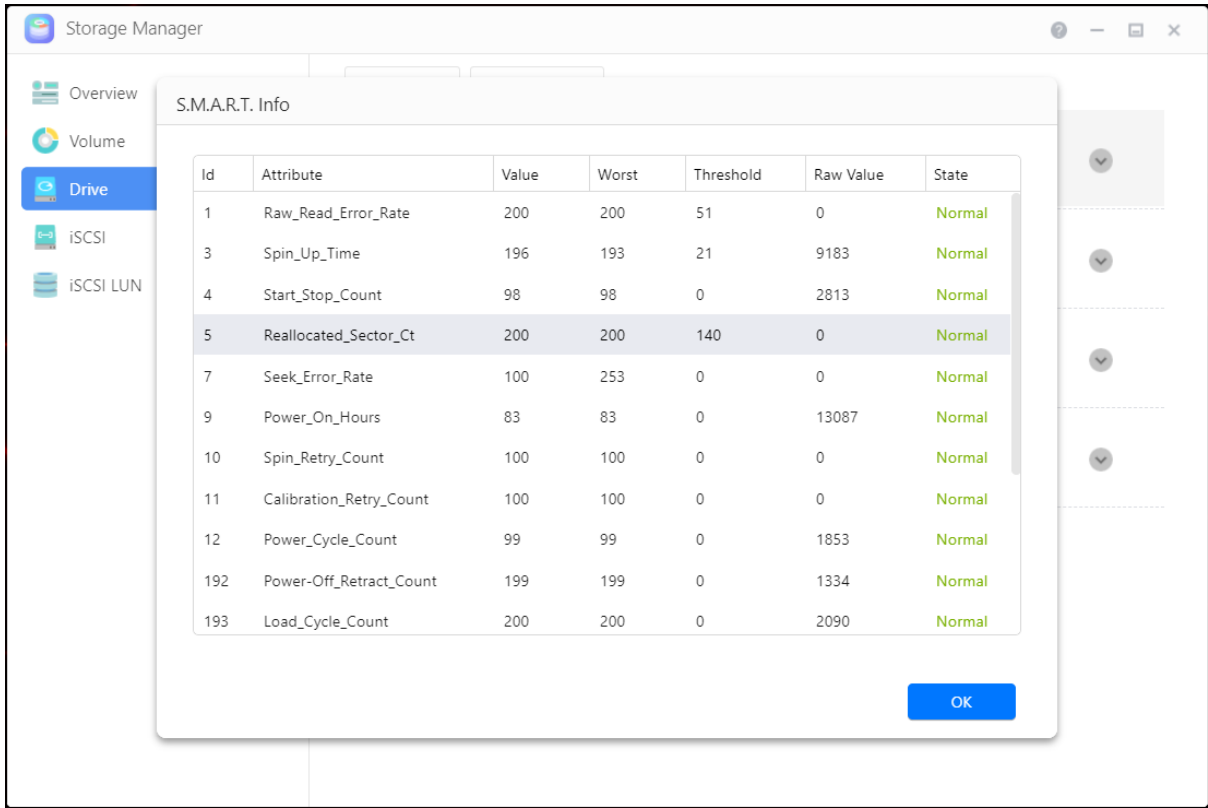 Storage Manager
Overview
Volume
Drive
iSCSI
iSCSI LUN
S.M.A.R.T. Info
Id Attribute Value Worst Threshold Raw Value State
1 Raw_Read_Error_Rate 200 200 51 0 Normal
3 Spin_Up_Time 196 193 21 9183 Normal
4 Start_Stop_Count 98 98 0 2813 Normal
5 Reallocated_Sector_Ct 200 200 140 0 Normal
7 Seek_Error_Rate 100 253 0 0 Normal
9 Power_On_Hours 83 83 0 13087 Normal
10 Spin_Retry_Count 100 100 0 0 Normal
11 Calibration_Retry_Count 100 100 0 0 Normal
12 Power_Cycle_Count 99 99 0 1853 Normal
192 Power-Off_Retract_Count 199 199 0 1334 Normal
193 Load_Cycle_Count 200 200 0 2090 Normal
OK